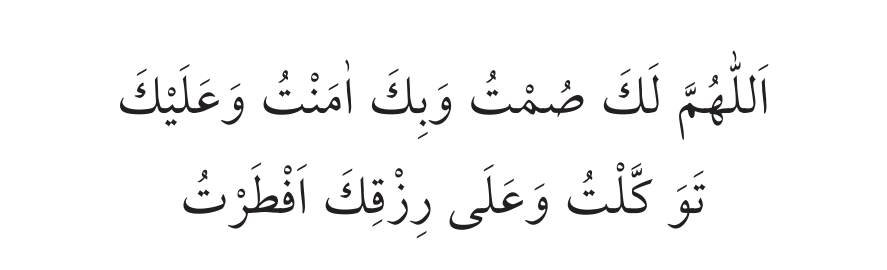 اَللّٰهُمَّ لَكَ صُمْتُ وَبِكَ اٰمَنْتُ وَعَلَيْكَ
تَوَ كَّلْتُ وَعَلَى رِزْقِكَ اَفْطَرْتُ